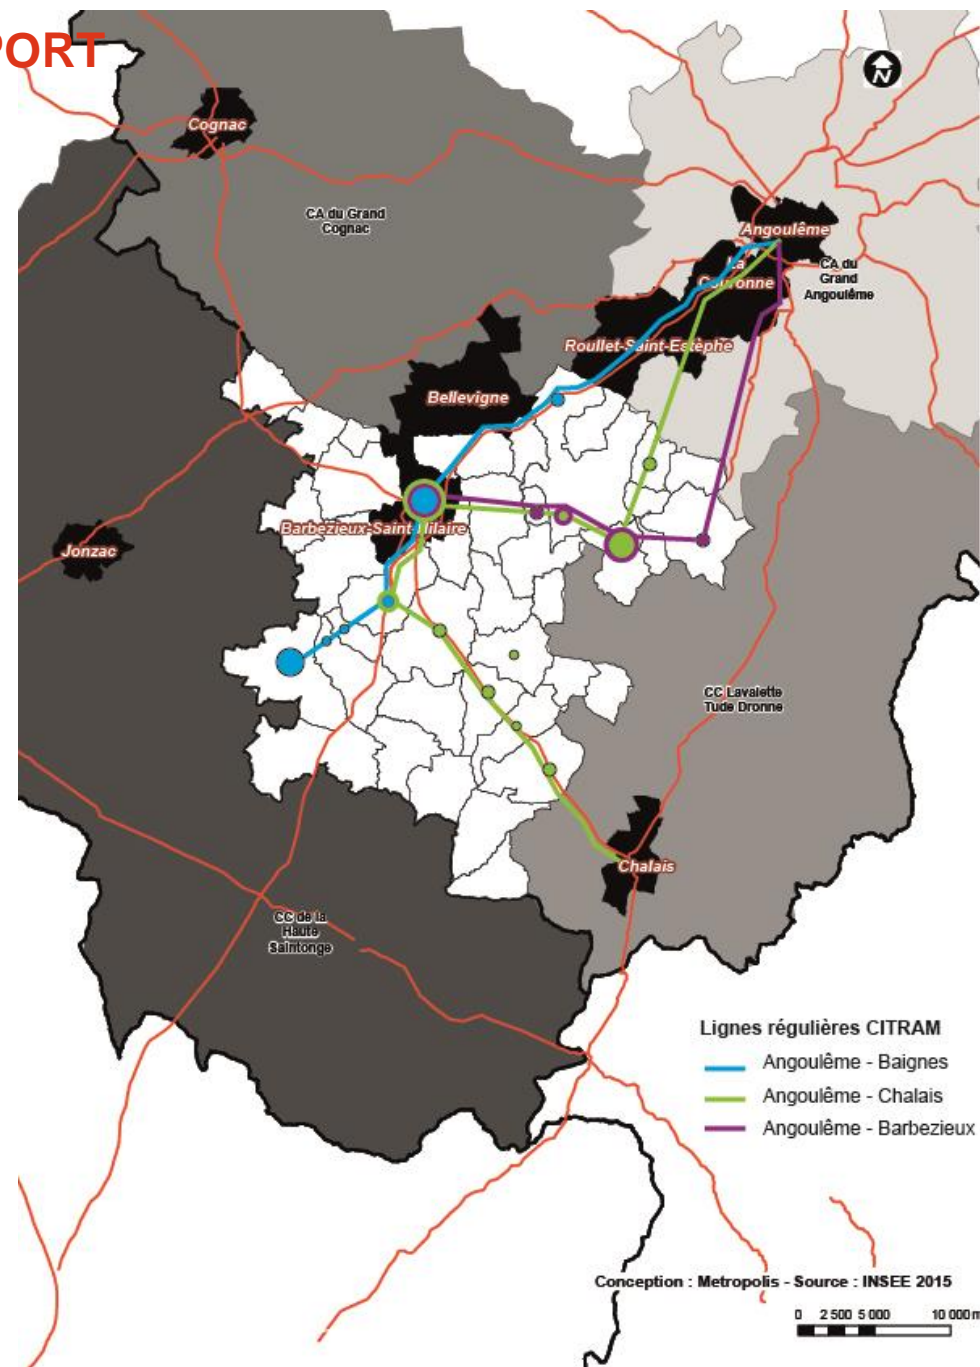 PORT
N
Cognac
CA du Grand
Cognac
Angoulême
La
Couronne
CA du
Grand
Angoulême
Roullet-Saint-Estèphe
Bellevigne
Barbezieux-Saint-Hilaire
Jonzac
CC Lavalette
Tude Dronne
Chalais
CC de la
Haute
Saintonge
Lignes régulières CITRAM
Angoulême - Baignes
Angoulême - Chalais
Angoulême - Barbezieux
Conception : Metropolis - Source : INSEE 2015
0 2 500 5 000 10 000 m